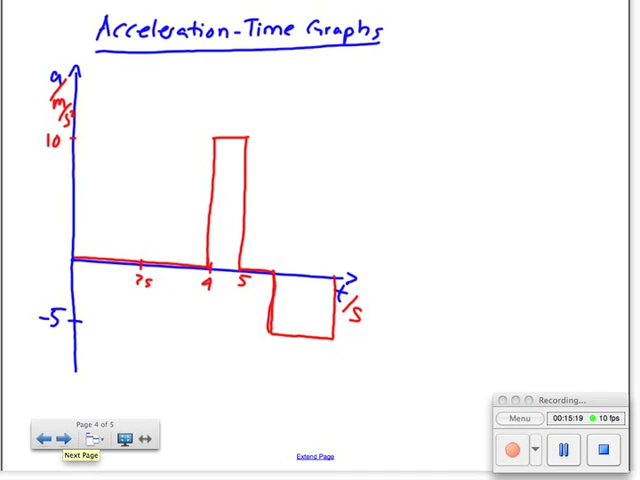 Acceleration-Time Graphs
a/m/s²
10
2s
4
5
t/s
-5
Page 4 of 5
Next Page
Extend Page
Recording...
Menu
00:15:19
10 fps